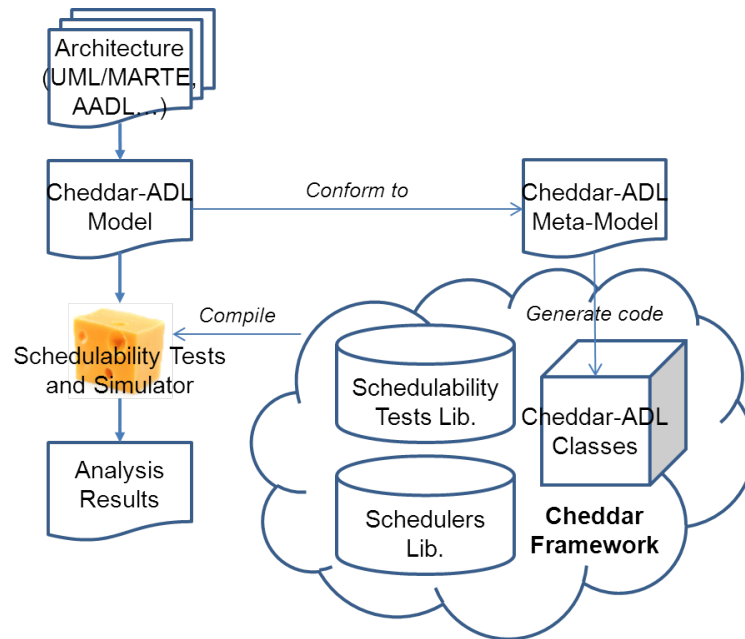 Architecture
(UML/MARTE,
AADL…)
Cheddar-ADL
Model
Conform to
Cheddar-ADL
Meta-Model
Compile
Generate code
Schedulability Tests
and Simulator
Schedulability
Tests Lib.
Cheddar-ADL
Classes
Analysis
Results
Schedulers
Lib.
Cheddar
Framework